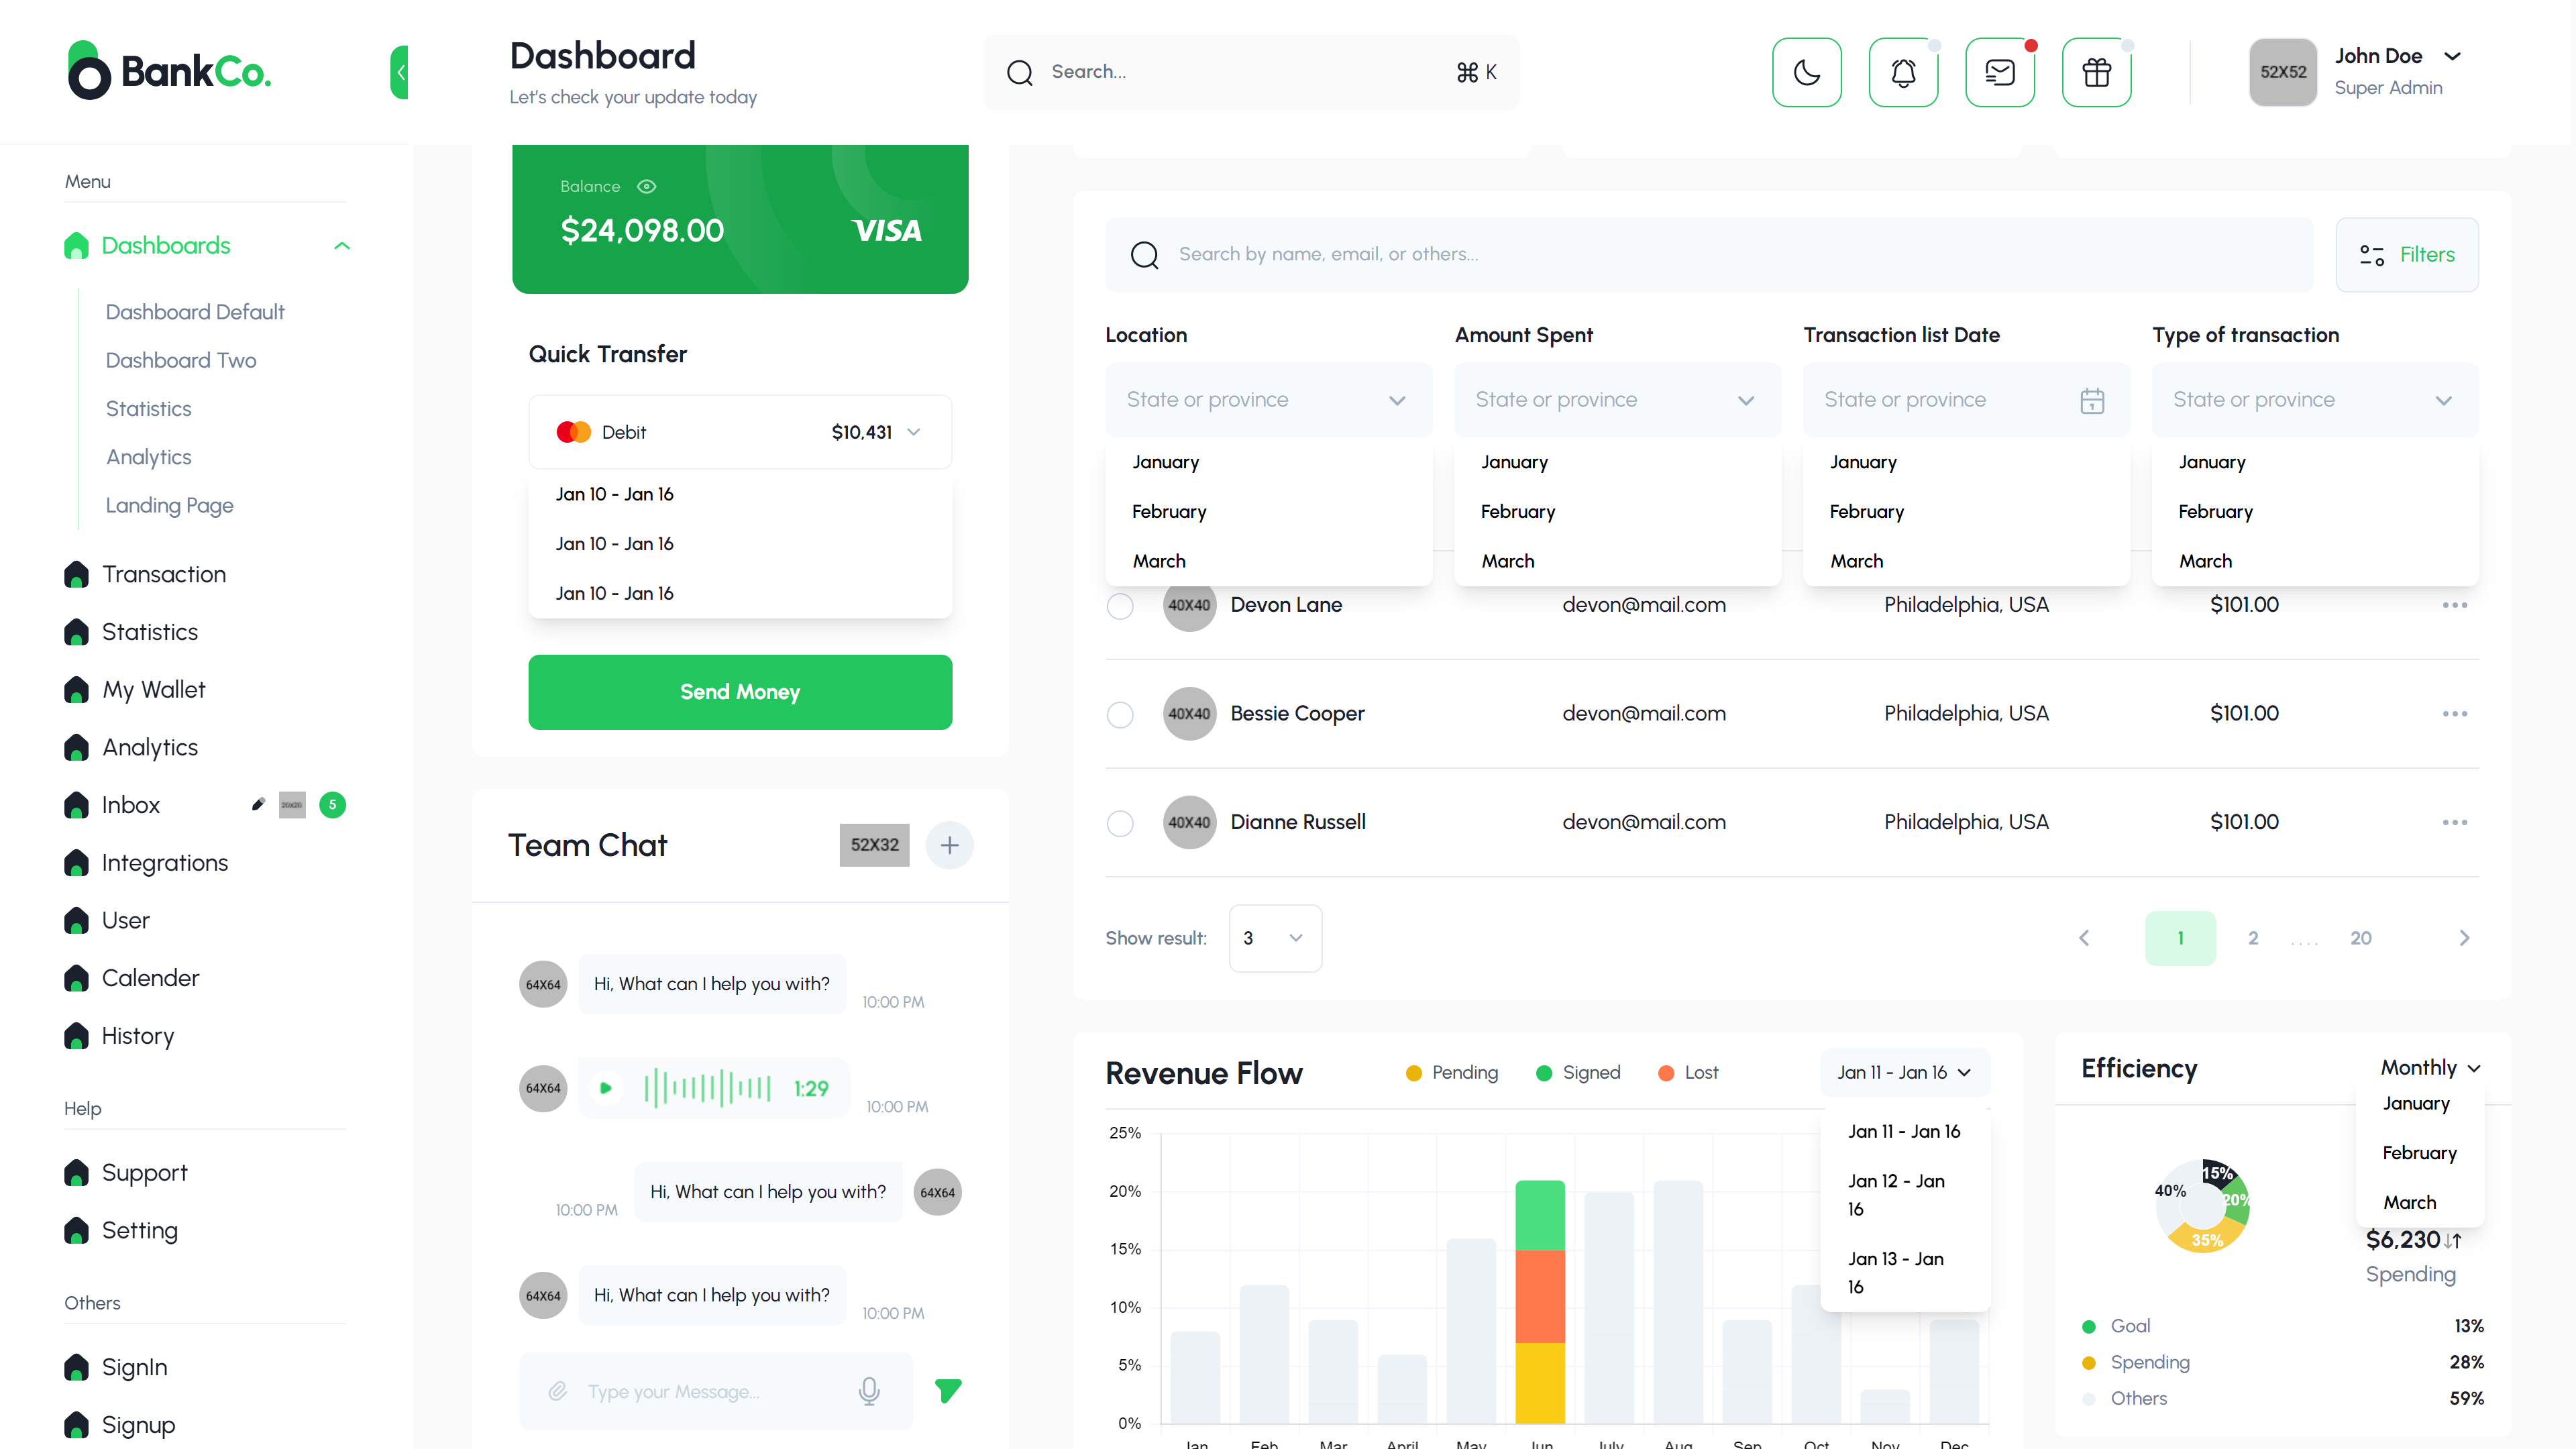 BankCo.
Dashboard
Let's check your update today
Search...
⌘ K
52X52
John Doe
Super Admin
Menu
Dashboards
Dashboard Default
Dashboard Two
Statistics
Analytics
Landing Page
Transaction
Statistics
My Wallet
Analytics
Inbox
5
Integrations
User
Calender
History
Help
Support
Setting
Others
SignIn
Signup
Balance
$24,098.00
VISA
Quick Transfer
Debit
$10,431
Jan 10 - Jan 16
Jan 10 - Jan 16
Jan 10 - Jan 16
Send Money
Team Chat
52X32
64X64
Hi, What can I help you with?
10:00 PM
64X64
1:29
10:00 PM
10:00 PM
Hi, What can I help you with?
64X64
64X64
Hi, What can I help you with?
10:00 PM
Type your Message...
Search by name, email, or others...
Filters
Location
Amount Spent
Transaction list Date
Type of transaction
State or province
State or province
State or province
1
State or province
January
January
January
January
February
February
February
February
March
March
March
March
40X40
Devon Lane
devon@mail.com
Philadelphia, USA
$101.00
40X40
Bessie Cooper
devon@mail.com
Philadelphia, USA
$101.00
40X40
Dianne Russell
devon@mail.com
Philadelphia, USA
$101.00
Show result:
3
1
2
....
20
Revenue Flow
Pending
Signed
Lost
Jan 11 - Jan 16
Jan 11 - Jan 16
Jan 12 - Jan
16
Jan 13 - Jan
16
25%
20%
15%
10%
5%
0%
Jan
Feb
Mar
April
May
Jun
July
Aug
Sep
Oct
Nov
Dec
Efficiency
Monthly
January
February
March
15%
40%
20%
35%
$6,230
Spending
Goal
13%
Spending
28%
Others
59%